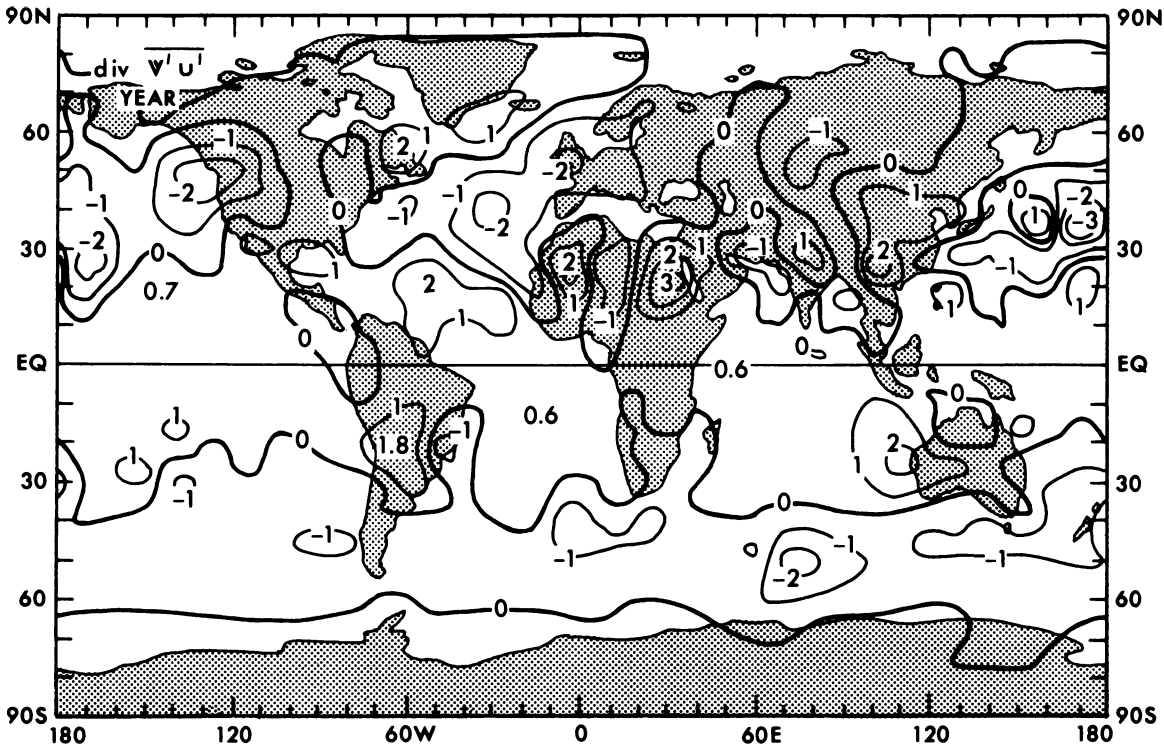 90N 90N
div V' u'
YEAR
60 0 -1 1 1 2 0 -1 60
-2 0 1 0 -2
-1 -2 0 -1 -1 -2 0 1 -3
-2 30 0 1 2 2 1 -1 1 2 -1 30
0.7 2 3 1
1 1 -1 1
0 0
EQ 0.6 EQ
0
1 1 0.6
0 1.8 -1 2
1 1
30 -1 30
0
-1 -1 -1 -1
-2
60 0 60
90S 90S
180 120 60W 0 60E 120 180